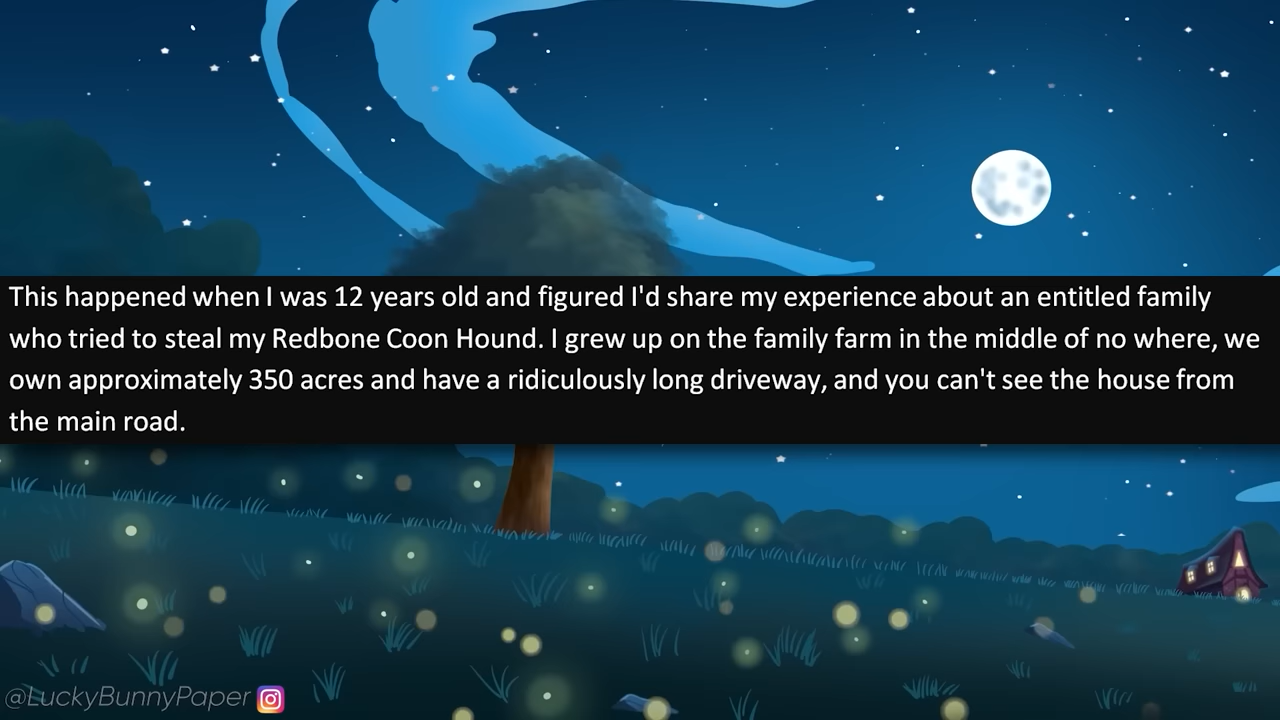 This happened when I was 12 years old and figured I'd share my experience about an entitled family
who tried to steal my Redbone Coon Hound. I grew up on the family farm in the middle of no where, we
own approximately 350 acres and have a ridiculously long driveway, and you can't see the house from
the main road.
@LuckyBunnyPaper